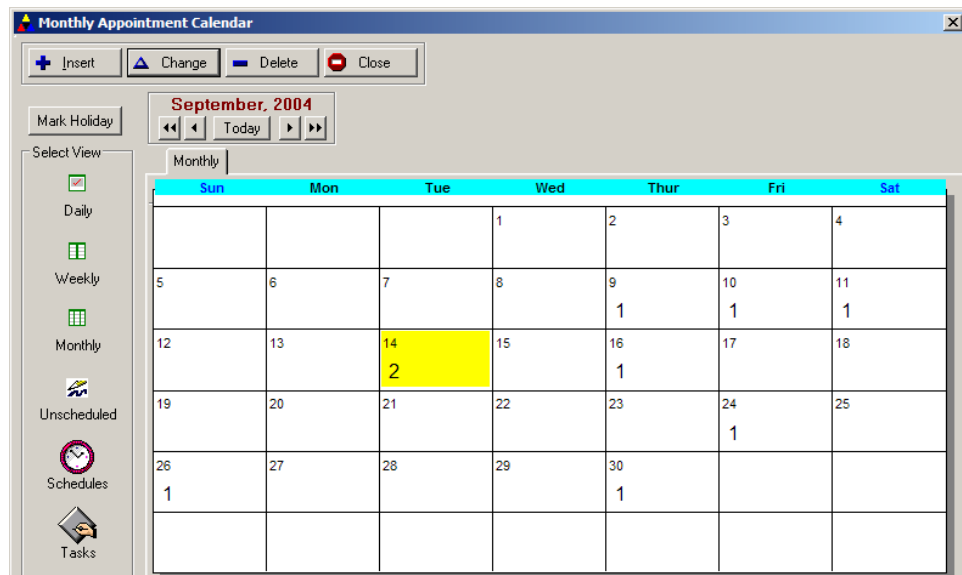 Monthly Appointment Calendar
Insert Change Delete Close
Mark Holiday
September, 2004
Today
Select View
Monthly
Daily
Weekly
Monthly
Unscheduled
Schedules
Tasks
Sun Mon Tue Wed Thur Fri Sat
1 2 3 4
5 6 7 8 9 10 11
1 1 1
12 13 14 15 16 17 18
2 1
19 20 21 22 23 24 25
1
26 27 28 29 30
1 1